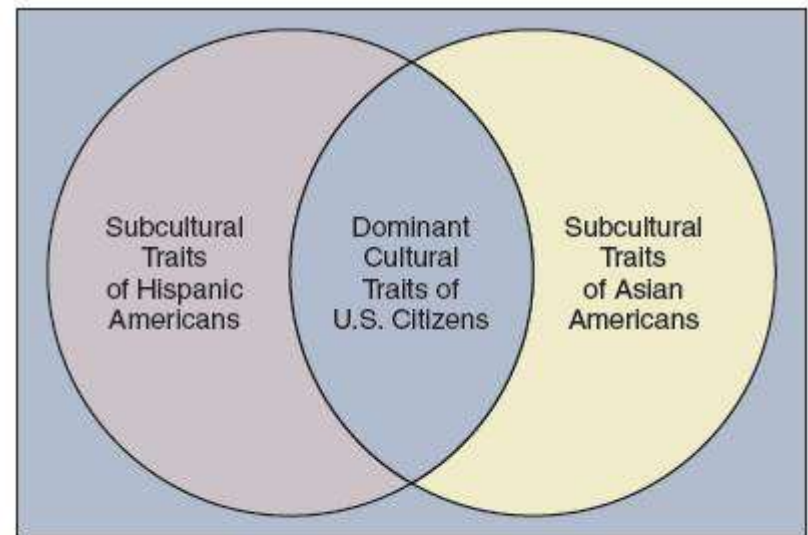 Subcultural
Traits
of Hispanic
Americans
Dominant
Cultural
Traits of
U.S. Citizens
Subcultural
Traits
of Asian
Americans